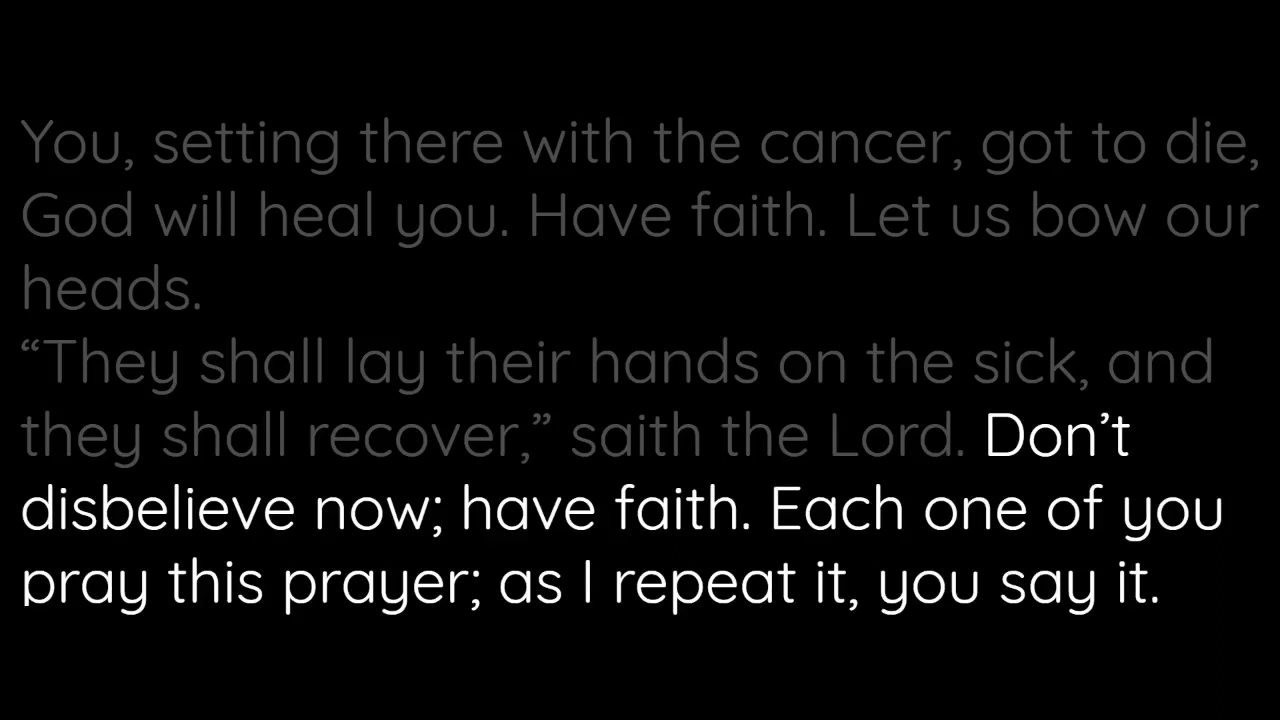 You, setting there with the cancer, got to die,
God will heal you. Have faith. Let us bow our
heads.
“They shall lay their hands on the sick, and
they shall recover,” saith the Lord. Don’t
disbelieve now; have faith. Each one of you
pray this prayer; as I repeat it, you say it.